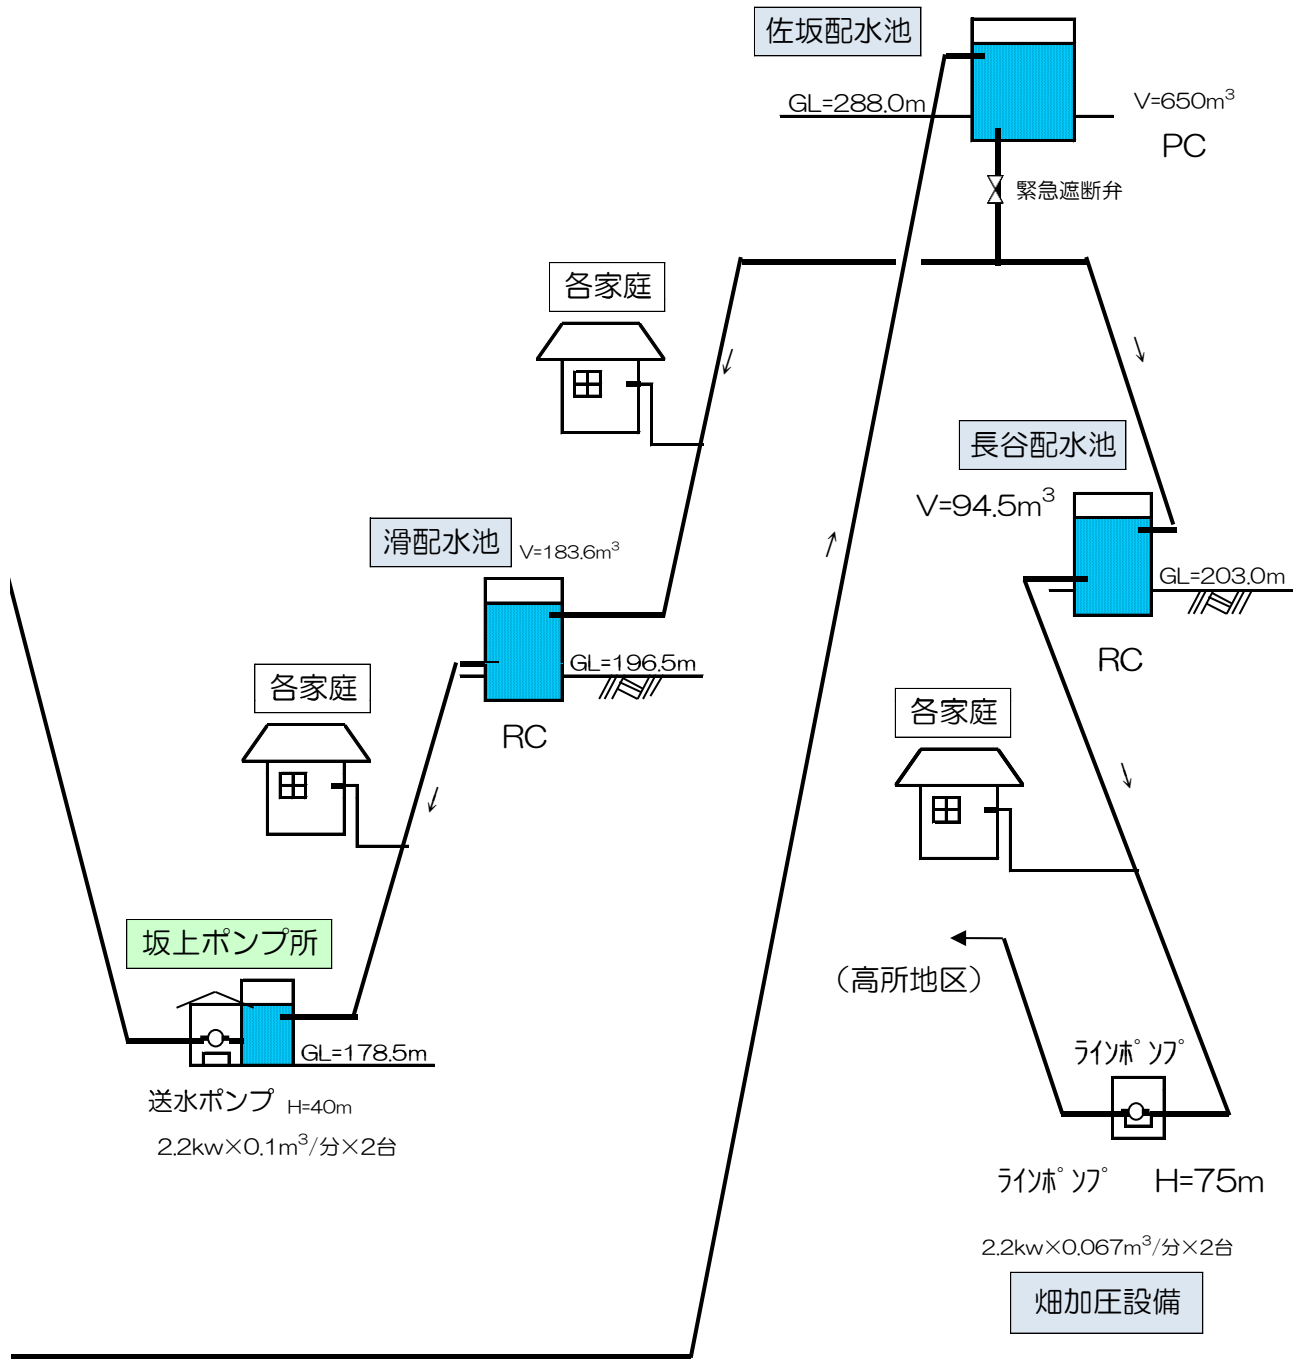 佐坂配水池
GL=288.0m
V=650m³
PC
緊急遮断弁
各家庭
長谷配水池
V=94.5m³
滑配水池
V=183.6m³
GL=203.0m
GL=196.5m
RC
各家庭
RC
各家庭
坂上ポンプ所
(高所地区)
GL=178.5m
ﾗｲﾝﾎﾟﾝﾌﾟ
送水ポンプ H=40m
2.2kw×0.1m³/分×2台
ﾗｲﾝﾎﾟﾝﾌﾟ H=75m
2.2kw×0.067m³/分×2台
畑加圧設備